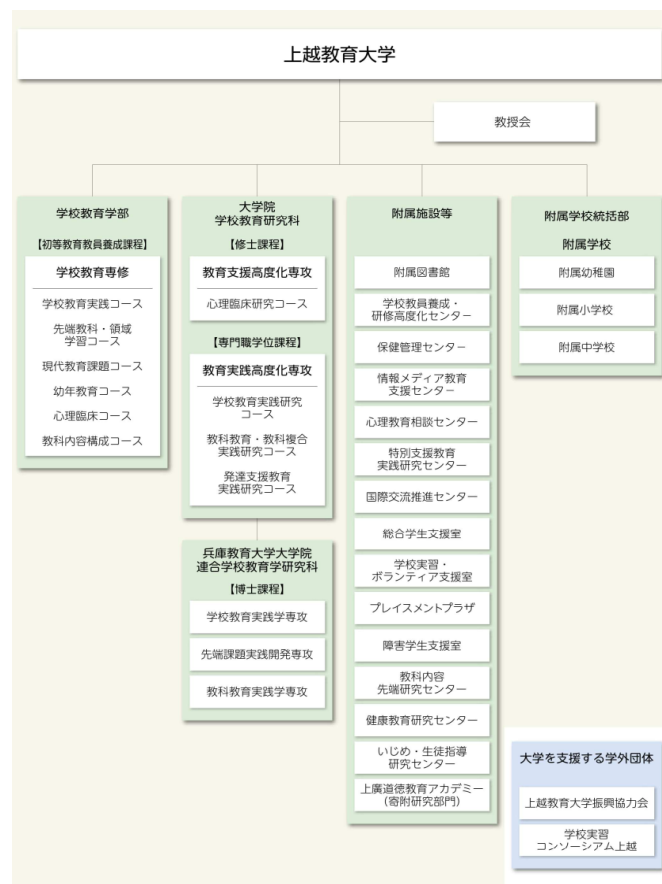 上越教育大学
教授会
学校教育学部
【初等教育教員養成課程】
学校教育専修
学校教育実践コース
先端教科・領域
学習コース
現代教育課題コース
幼年教育コース
心理臨床コース
教科内容構成コース
大学院
学校教育研究科
【修士課程】
教育支援高度化専攻
心理臨床研究コース
【専門職学位課程】
教育実践高度化専攻
学校教育実践研究
コース
教科教育・教科複合
実践研究コース
発達支援教育
実践研究コース
兵庫教育大学大学院
連合学校教育学研究科
【博士課程】
学校教育実践学専攻
先端課題実践開発専攻
教科教育実践学専攻
附属施設等
附属図書館
学校教員養成・
研修高度化センター
保健管理センター
情報メディア教育
支援センター
心理教育相談センター
特別支援教育
実践研究センター
国際交流推進センター
総合学生支援室
学校実習・
ボランティア支援室
プレイスメントプラザ
障害学生支援室
教科内容
先端研究センター
健康教育研究センター
いじめ・生徒指導
研究センター
上廣道徳教育アカデミー
(寄附研究部門)
附属学校統括部
附属学校
附属幼稚園
附属小学校
附属中学校
大学を支援する学外団体
上越教育大学振興協力会
学校実習
コンソーシアム上越